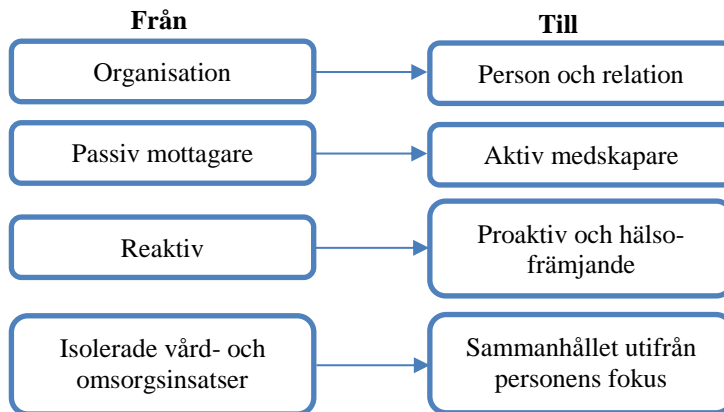 Från
Till
Organisation
Person och relation
Passiv mottagare
Aktiv medskapare
Reaktiv
Proaktiv och hälso-
främjande
Isolerade vård- och
omsorgsinsatser
Sammanhållet utifrån
personens fokus